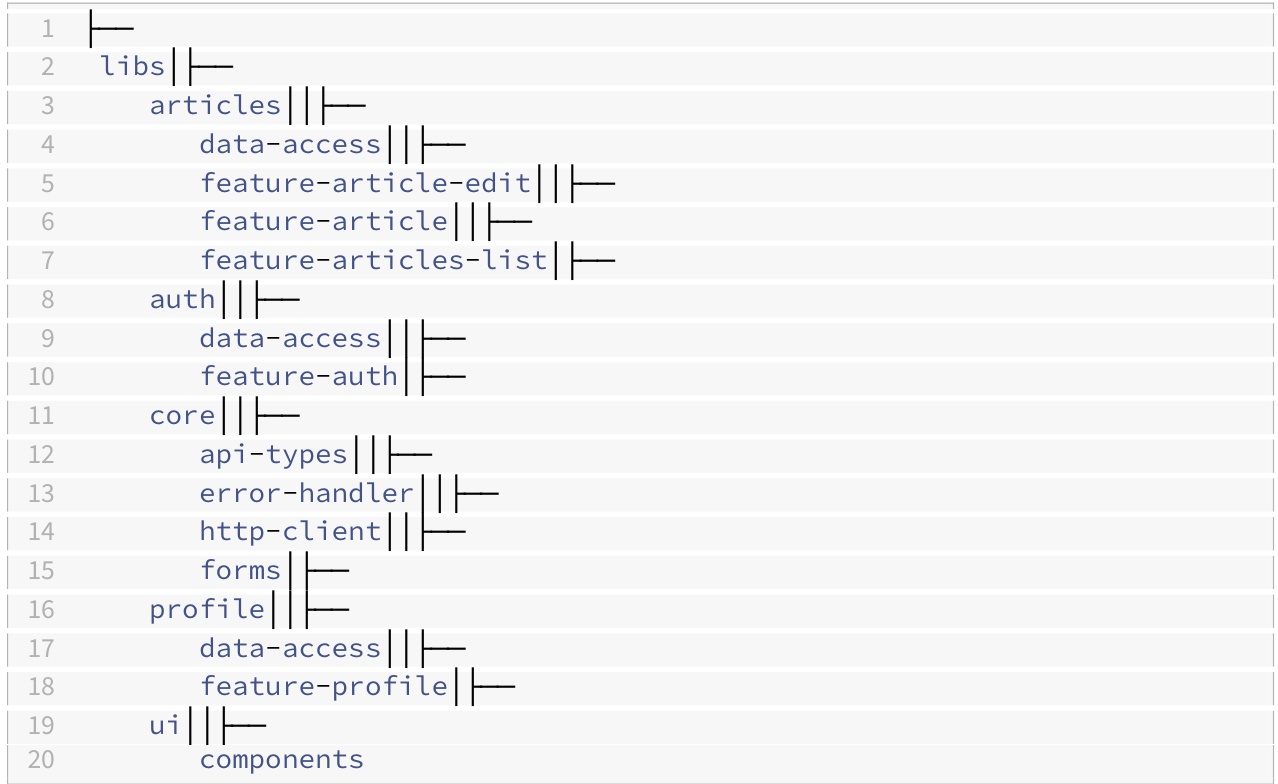 1 ├──
2 libs││├──
3 articles│││├──
4 data-access│││├──
5 feature-article-edit│││├──
6 feature-article│││├──
7 feature-articles-list││├──
8 auth│││├──
9 data-access│││├──
10 feature-auth││├──
11 core│││├──
12 api-types│││├──
13 error-handler│││├──
14 http-client│││├──
15 forms││├──
16 profile│││├──
17 data-access│││├──
18 feature-profile││├──
19 ui│││├──
20 components